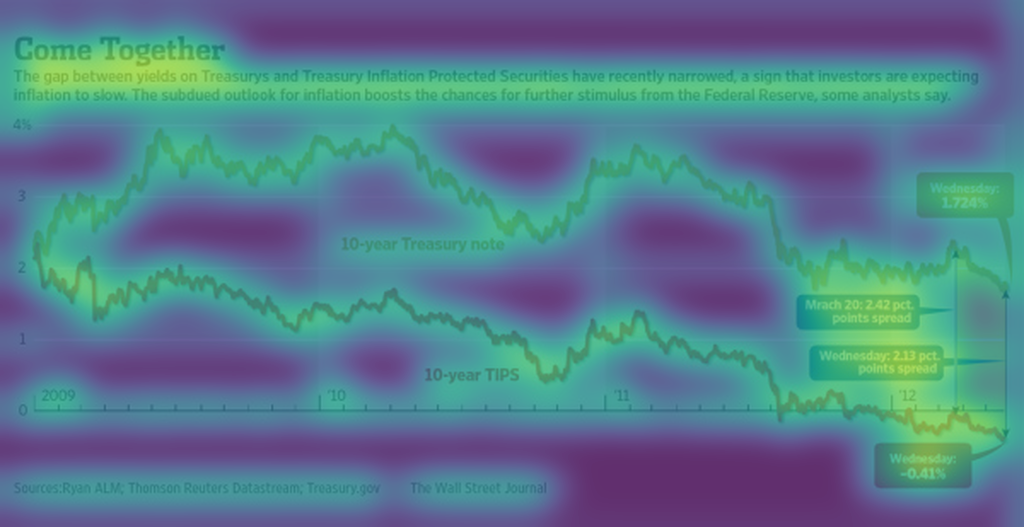 Come Together
The gap between yields on Treasurys and Treasury Inflation Protected Securities have recently narrowed, a sign that investors are expecting
inflation to slow. The subdued outlook for inflation boosts the chances for further stimulus from the Federal Reserve, some analysts say.
4%
3
2
1
0
Wednesday:
1.724%
10-year Treasury note
Mrach 20: 2.42 pct.
points spread
Wednesday: 2.13 pct.
points spread
10-year TIPS
2009
'10
'11
'12
Wednesday:
–0.41%
Sources:Ryan ALM; Thomson Reuters Datastream; Treasury.gov
The Wall Street Journal